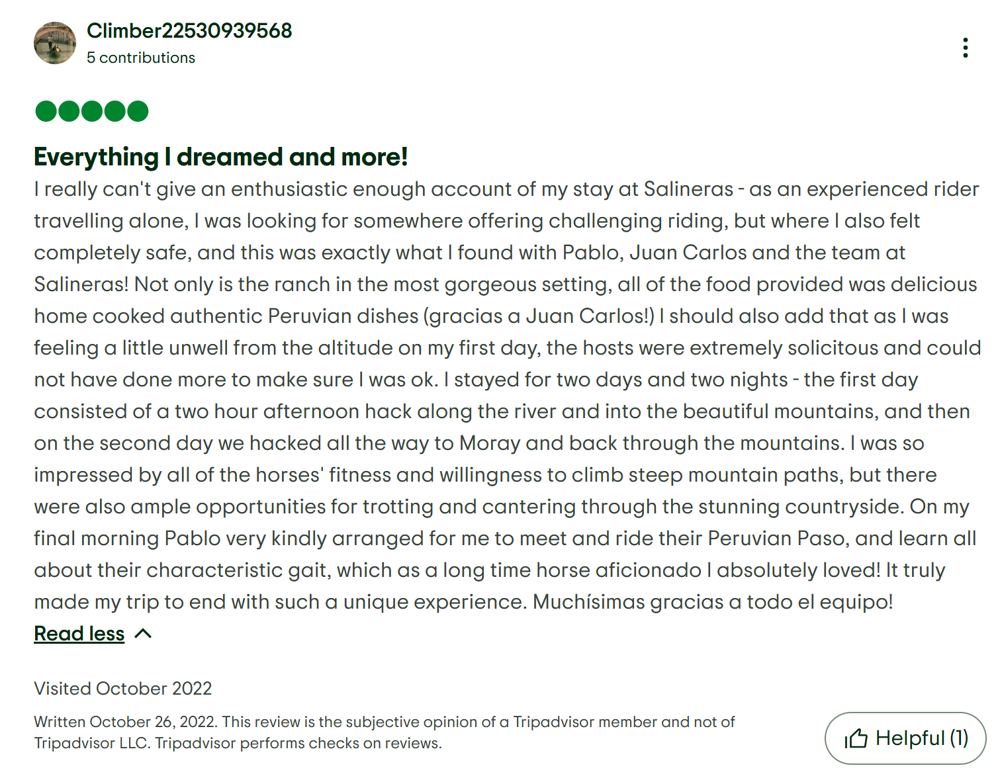 Climber22530939568
5 contributions
Everything I dreamed and more!
I really can't give an enthusiastic enough account of my stay at Salineras - as an experienced rider
travelling alone, I was looking for somewhere offering challenging riding, but where I also felt
completely safe, and this was exactly what I found with Pablo, Juan Carlos and the team at
Salineras! Not only is the ranch in the most gorgeous setting, all of the food provided was delicious
home cooked authentic Peruvian dishes (gracias a Juan Carlos!) I should also add that as I was
feeling a little unwell from the altitude on my first day, the hosts were extremely solicitous and could
not have done more to make sure I was ok. I stayed for two days and two nights - the first day
consisted of a two hour afternoon hack along the river and into the beautiful mountains, and then
on the second day we hacked all the way to Moray and back through the mountains. I was so
impressed by all of the horses' fitness and willingness to climb steep mountain paths, but there
were also ample opportunities for trotting and cantering through the stunning countryside. On my
final morning Pablo very kindly arranged for me to meet and ride their Peruvian Paso, and learn all
about their characteristic gait, which as a long time horse aficionado I absolutely loved! It truly
made my trip to end with such a unique experience. Muchísimas gracias a todo el equipo!
Read less
Visited October 2022
Written October 26, 2022. This review is the subjective opinion of a Tripadvisor member and not of
Tripadvisor LLC. Tripadvisor performs checks on reviews.
Helpful (1)